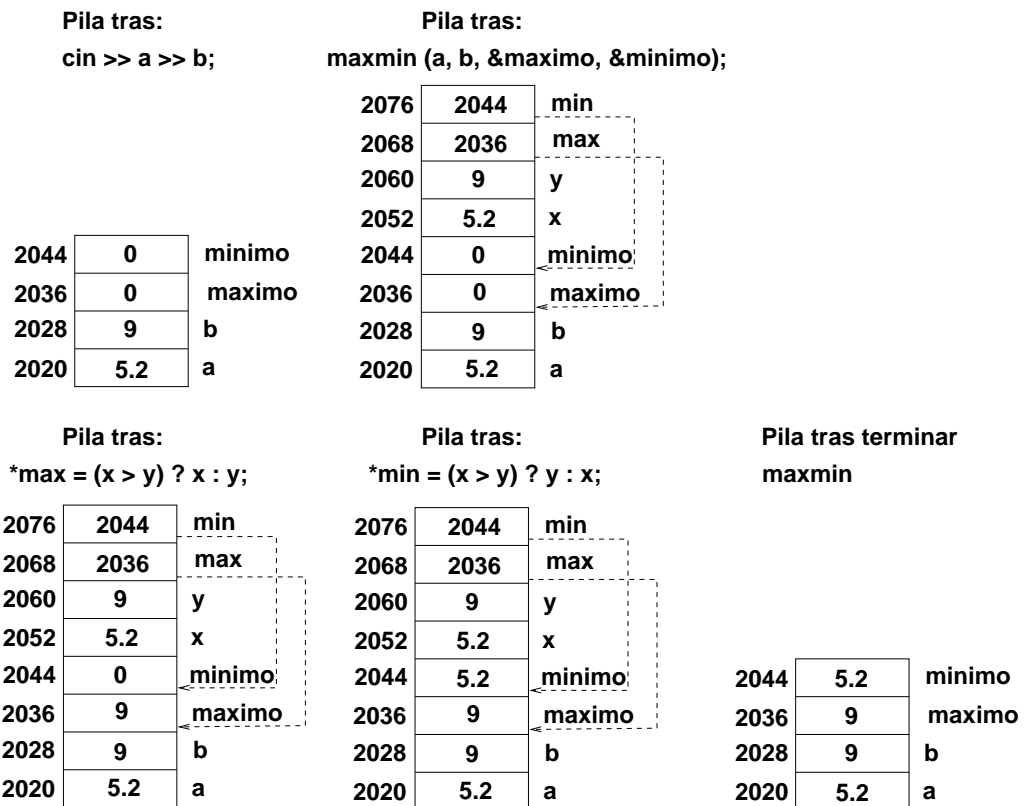 Pila tras:
cin >> a >> b;
2044 0 minimo
2036 0 maximo
2028 9 b
2020 5.2 a
Pila tras:
maxmin (a, b, &maximo, &minimo);
2076 2044 min
2068 2036 max
2060 9 y
2052 5.2 x
2044 0 minimo
2036 0 maximo
2028 9 b
2020 5.2 a
Pila tras:
*max = (x > y) ? x : y;
2076 2044 min
2068 2036 max
2060 9 y
2052 5.2 x
2044 0 minimo
2036 9 maximo
2028 9 b
2020 5.2 a
Pila tras:
*min = (x > y) ? y : x;
2076 2044 min
2068 2036 max
2060 9 y
2052 5.2 x
2044 5.2 minimo
2036 9 maximo
2028 9 b
2020 5.2 a
Pila tras terminar
maxmin
2044 5.2 minimo
2036 9 maximo
2028 9 b
2020 5.2 a